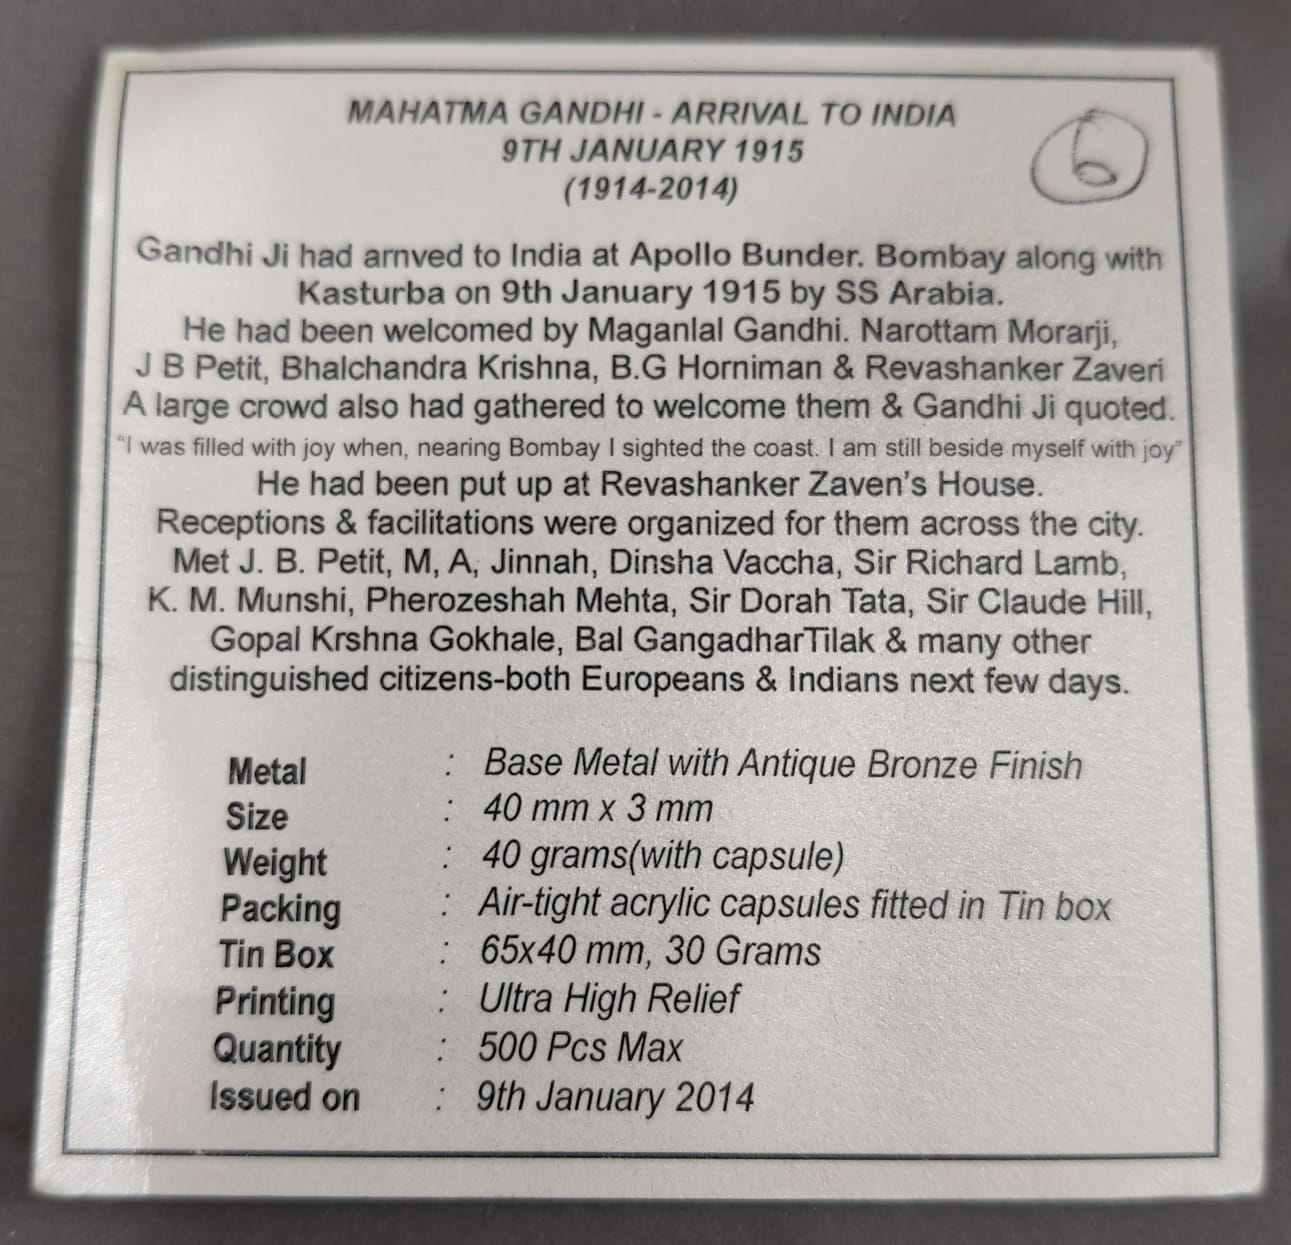 MAHATMA GANDHI - ARRIVAL TO INDIA
9TH JANUARY 1915
(1914-2014)
6
Gandhi Ji had arnved to India at Apollo Bunder. Bombay along with
Kasturba on 9th January 1915 by SS Arabia.
He had been welcomed by Maganlal Gandhi. Narottam Morarji,
J B Petit, Bhalchandra Krishna, B.G Horniman & Revashanker Zaveri
A large crowd also had gathered to welcome them & Gandhi Ji quoted.
“I was filled with joy when, nearing Bombay I sighted the coast. I am still beside myself with joy”
He had been put up at Revashanker Zaven’s House.
Receptions & facilitations were organized for them across the city.
Met J. B. Petit, M, A, Jinnah, Dinsha Vaccha, Sir Richard Lamb,
K. M. Munshi, Pherozeshah Mehta, Sir Dorah Tata, Sir Claude Hill,
Gopal Krshna Gokhale, Bal GangadharTilak & many other
distinguished citizens-both Europeans & Indians next few days.
Metal : Base Metal with Antique Bronze Finish
Size : 40 mm x 3 mm
Weight : 40 grams(with capsule)
Packing : Air-tight acrylic capsules fitted in Tin box
Tin Box : 65x40 mm, 30 Grams
Printing : Ultra High Relief
Quantity : 500 Pcs Max
Issued on : 9th January 2014